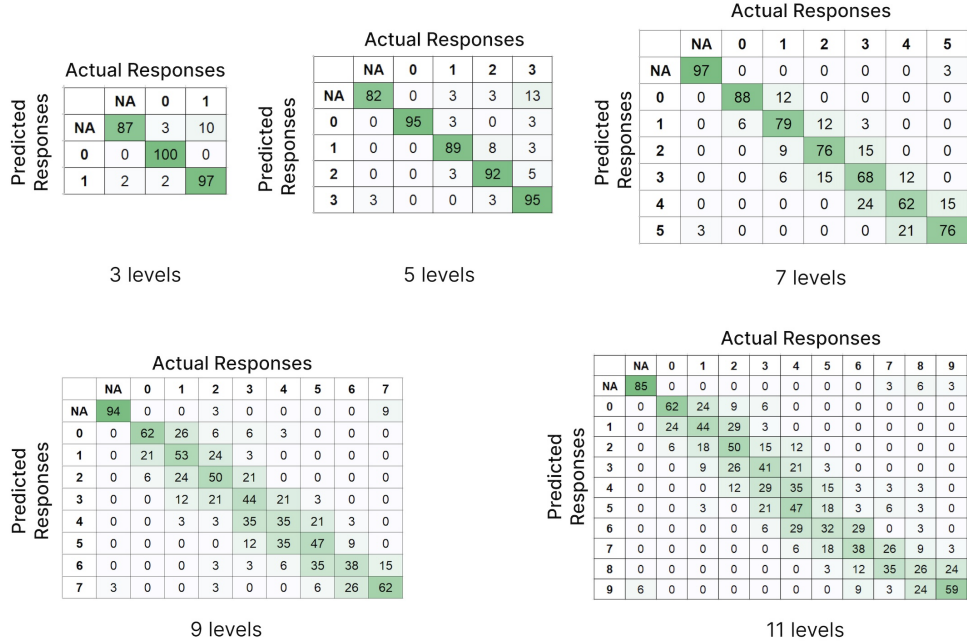 Actual Responses
Predicted Responses
NA 0 1
NA 87 3 10
0 0 100 0
1 2 2 97
3 levels
Actual Responses
Predicted Responses
NA 0 1 2 3
NA 82 0 3 3 13
0 0 95 3 0 3
1 0 0 89 8 3
2 0 0 3 92 5
3 3 0 0 3 95
5 levels
Actual Responses
Predicted Responses
NA 0 1 2 3 4 5
NA 97 0 0 0 0 0 3
0 0 88 12 0 0 0 0
1 0 6 79 12 3 0 0
2 0 0 9 76 15 0 0
3 0 0 6 15 68 12 0
4 0 0 0 0 24 62 15
5 3 0 0 0 0 21 76
7 levels
Actual Responses
Predicted Responses
NA 0 1 2 3 4 5 6 7
NA 94 0 0 3 0 0 0 0 9
0 0 62 26 6 6 3 0 0 0
1 0 21 53 24 3 0 0 0 0
2 0 6 24 50 21 0 0 0 0
3 0 0 12 21 44 21 3 0 0
4 0 0 3 3 35 35 21 3 0
5 0 0 0 0 12 35 47 9 0
6 0 0 0 3 3 6 35 38 15
7 3 0 0 3 0 0 6 26 62
9 levels
Actual Responses
Predicted Responses
NA 0 1 2 3 4 5 6 7 8 9
NA 85 0 0 0 0 0 0 0 3 6 3
0 0 62 24 9 6 0 0 0 0 0 0
1 0 24 44 29 3 0 0 0 0 0 0
2 0 6 18 50 15 12 0 0 0 0 0
3 0 0 9 26 41 21 3 0 0 0 0
4 0 0 0 12 29 35 15 3 3 3 0
5 0 0 3 0 21 47 18 3 6 3 0
6 0 0 0 0 6 29 32 29 0 3 0
7 0 0 0 0 0 6 18 38 26 9 3
8 0 0 0 0 0 0 3 12 35 26 24
9 6 0 0 0 0 0 0 9 3 24 59
11 levels